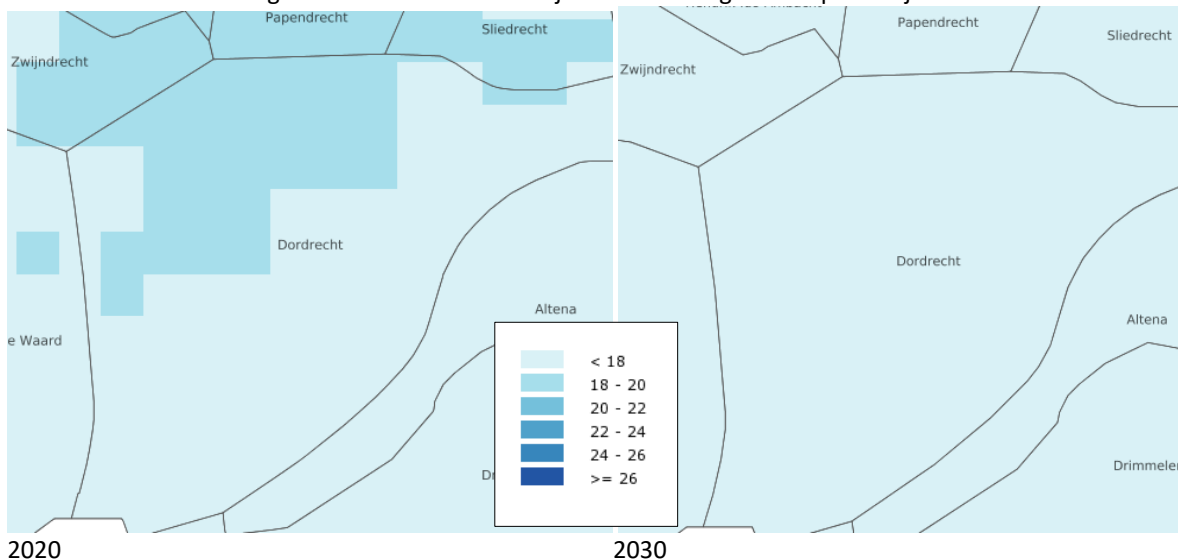 Papendrecht
Sliedrecht
Zwijndrecht
Dordrecht
Altena
e Waard
Papendrecht
Sliedrecht
Zwijndrecht
Dordrecht
Altena
Drimmele
< 18
18 - 20
20 - 22
22 - 24
24 - 26
>= 26
2020
2030